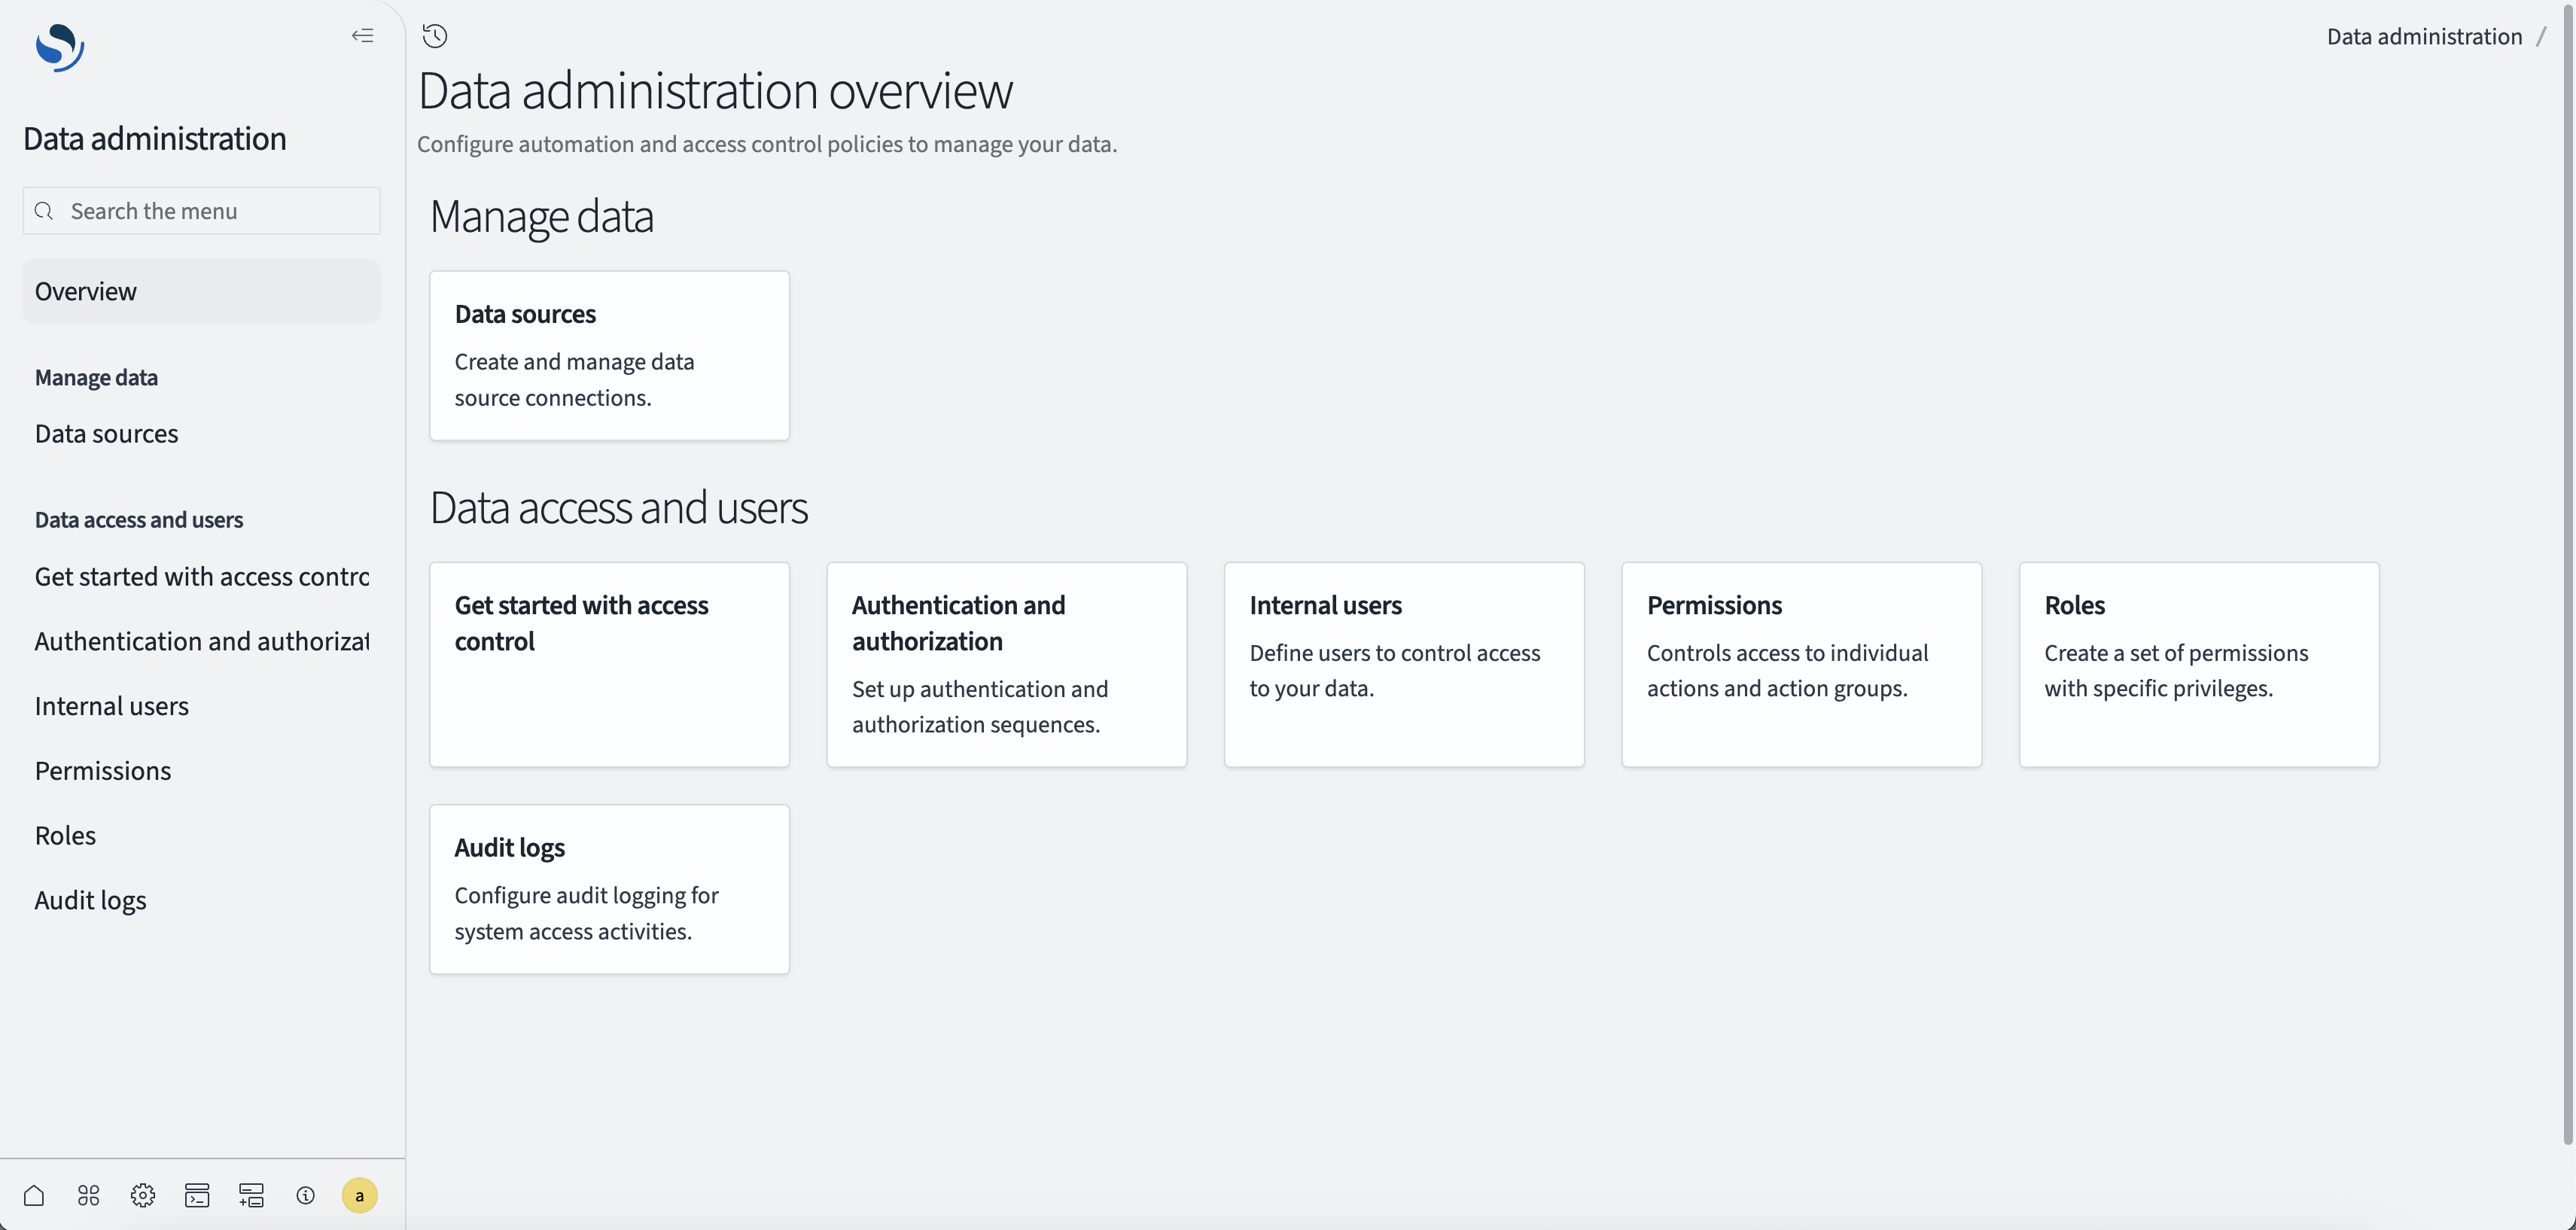 Data administration
Search the menu
Overview
Manage data
Data sources
Data access and users
Get started with access contro
Authentication and authorizat
Internal users
Permissions
Roles
Audit logs
a
Data administration /
Data administration overview
Configure automation and access control policies to manage your data.
Manage data
Data sources
Create and manage data
source connections.
Data access and users
Get started with access
control
Authentication and
authorization
Set up authentication and
authorization sequences.
Internal users
Define users to control access
to your data.
Permissions
Controls access to individual
actions and action groups.
Roles
Create a set of permissions
with specific privileges.
Audit logs
Configure audit logging for
system access activities.